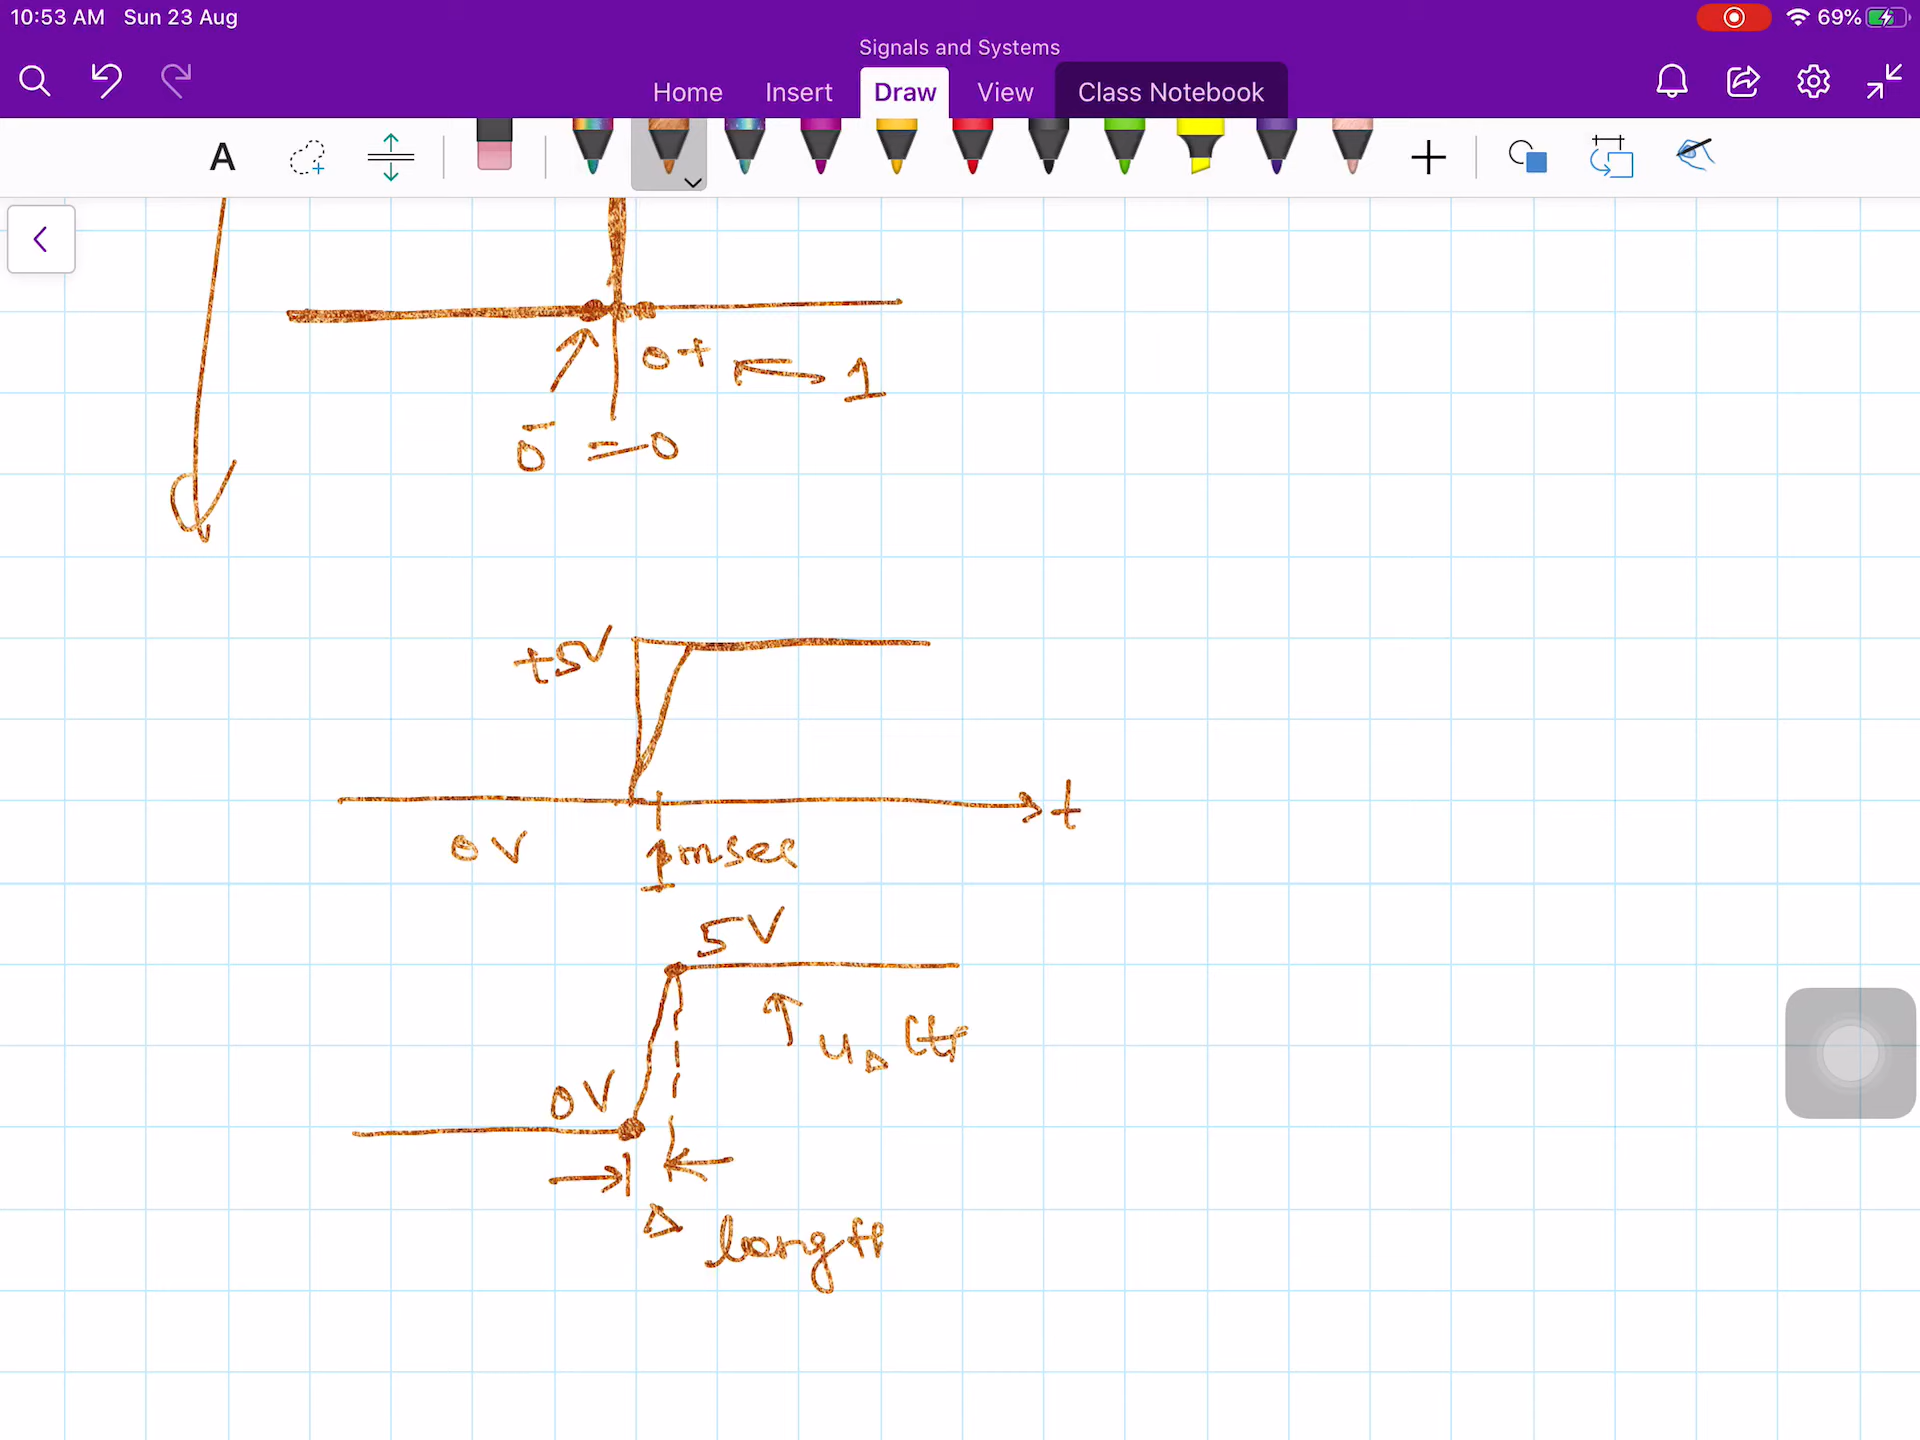 10:53 AM Sun 23 Aug
69%
Signals and Systems
Home Insert Draw View Class Notebook
A
0+ ← 1
0⁻ = 0
+5V
t
0V 1msec
5V
u△(t)
0V
△ length